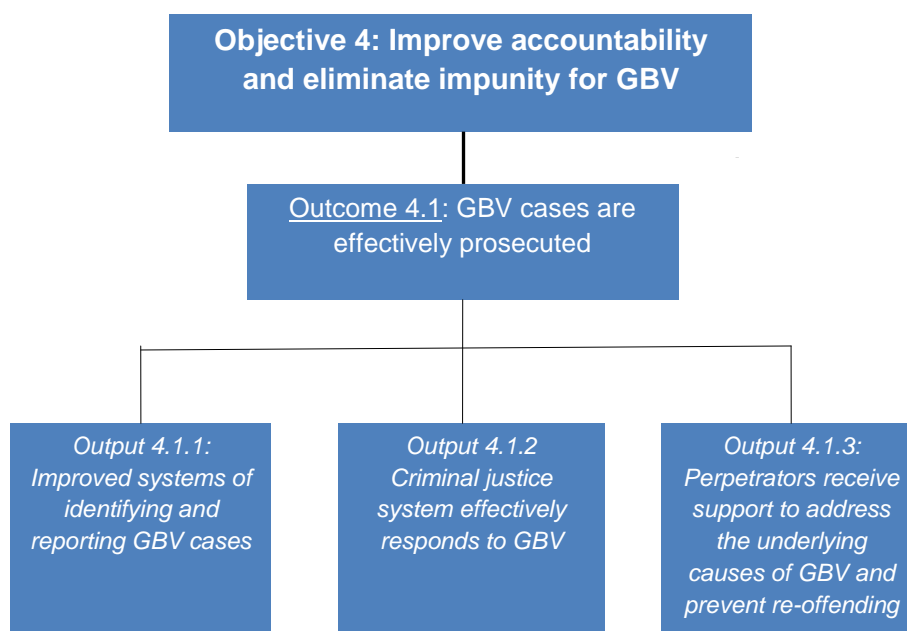 Objective 4: Improve accountability
and eliminate impunity for GBV
Outcome 4.1: GBV cases are
effectively prosecuted
Output 4.1.1:
Improved systems of
identifying and
reporting GBV cases
Output 4.1.2
Criminal justice
system effectively
responds to GBV
Output 4.1.3:
Perpetrators receive
support to address
the underlying
causes of GBV and
prevent re-offending